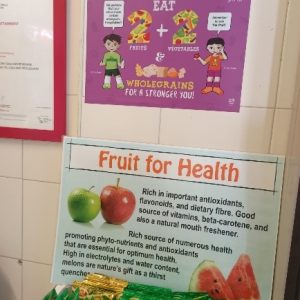 EAT
2 + 2
FRUITS
VEGETABLES
&
WHOLEGRAINS
FOR A STRONGER YOU!
Fruit for Health
Rich in important antioxidants,
flavonoids, and dietary fibre. Good
source of vitamins, beta-carotene, and
also a natural mouth freshener.
Rich source of numerous health
promoting phyto-nutrients and antioxidants
that are essential for optimum health.
High in electrolytes and water content,
melons are nature's gift as a thirst
quencher